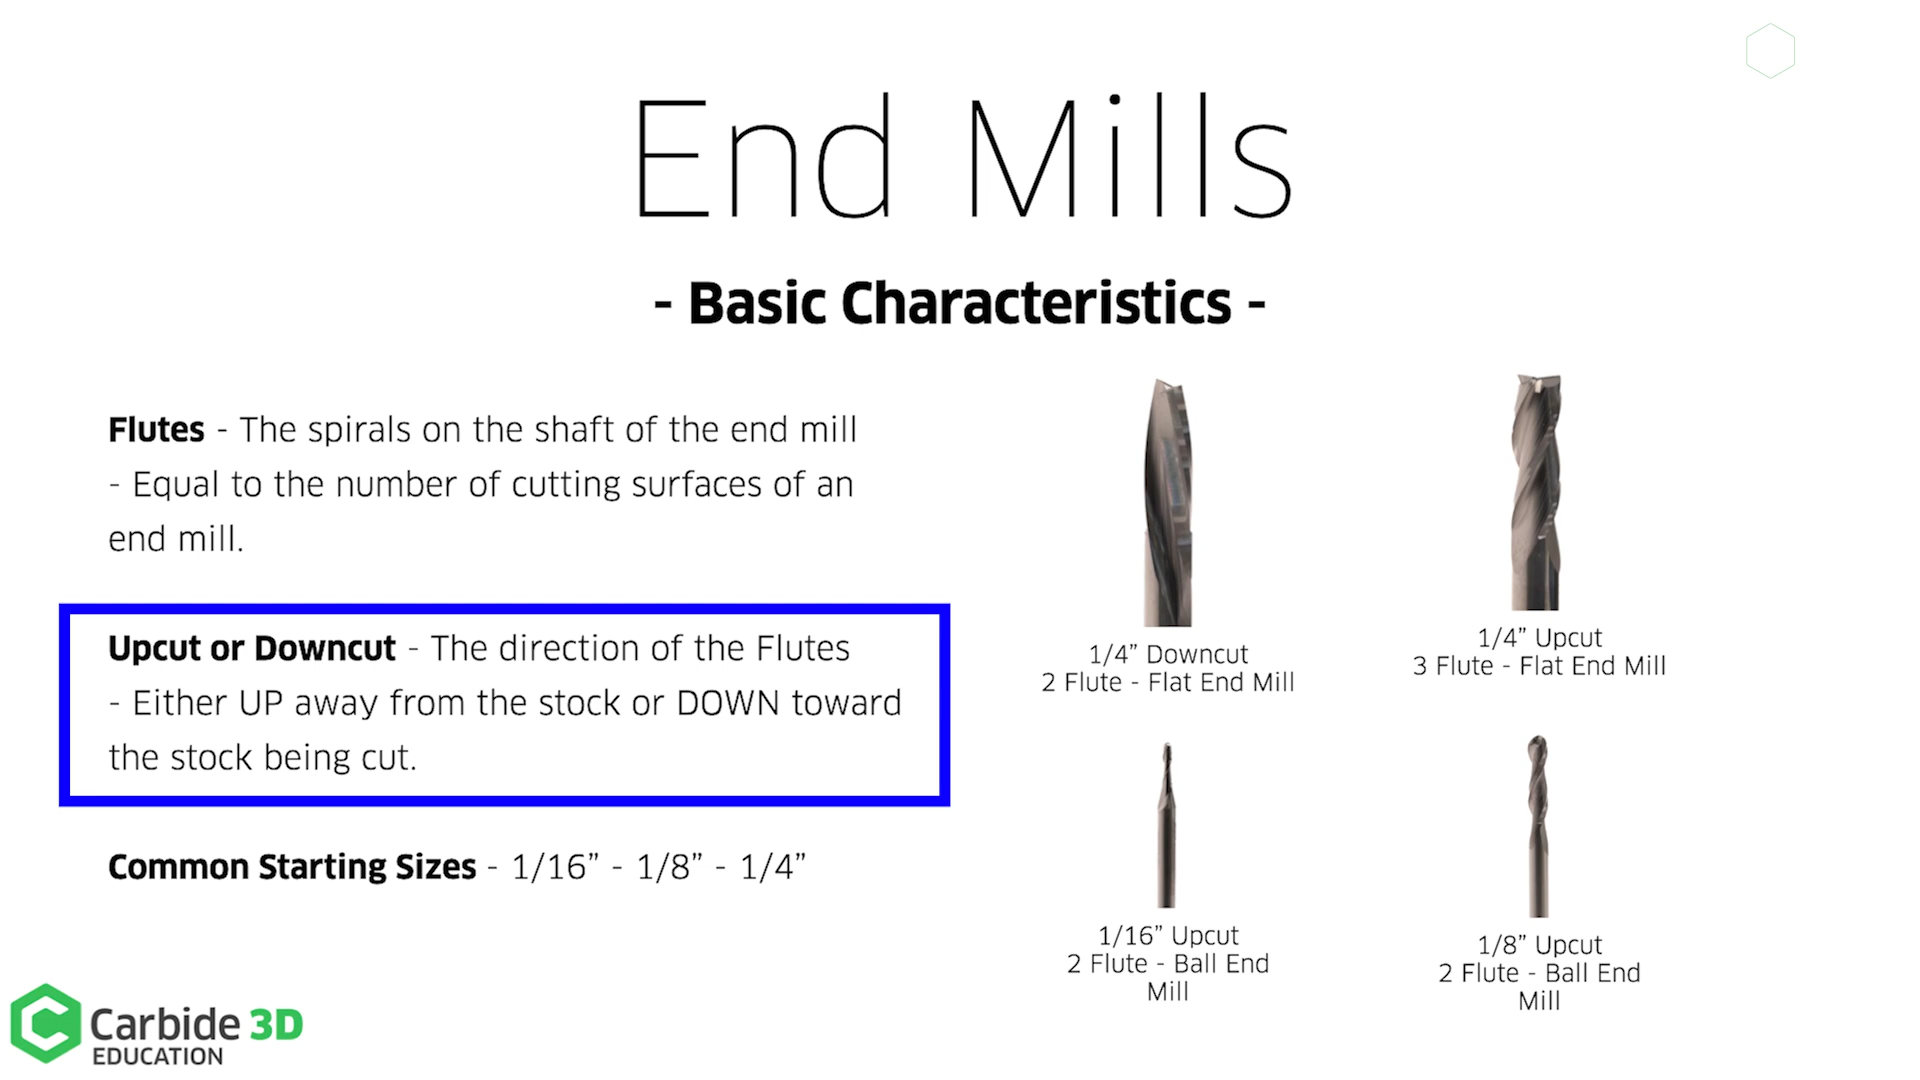 End Mills
- Basic Characteristics -
Flutes - The spirals on the shaft of the end mill
- Equal to the number of cutting surfaces of an
end mill.
Upcut or Downcut - The direction of the Flutes
- Either UP away from the stock or DOWN toward
the stock being cut.
Common Starting Sizes - 1/16” - 1/8” - 1/4”
1/4” Downcut
2 Flute - Flat End Mill
1/4” Upcut
3 Flute - Flat End Mill
1/16” Upcut
2 Flute - Ball End
Mill
1/8” Upcut
2 Flute - Ball End
Mill
Carbide 3D
EDUCATION